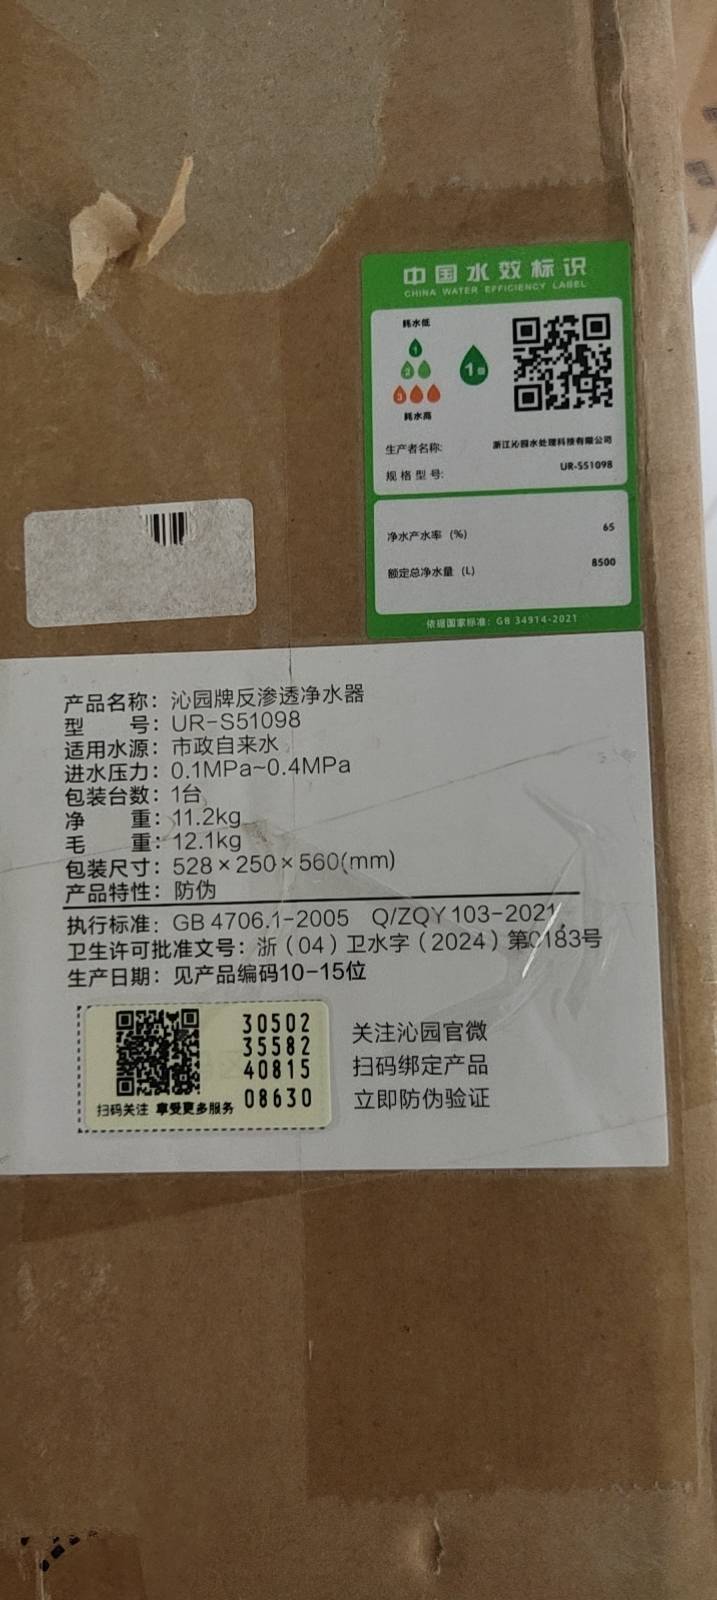 中国水效标识
CHINA WATER EFFICIENCY LABEL
耗水低
1
2
3
耗水高
1级
生产者名称: 浙江沁园水处理科技有限公司
规格型号: UR-S51098
净水产水率 (%) 65
额定总净水量 (L) 8500
依据国家标准: GB 34914-2021
产品名称: 沁园牌反渗透净水器
型 号: UR-S51098
适用水源: 市政自来水
进水压力: 0.1MPa~0.4MPa
包装台数: 1台
净 重: 11.2kg
毛 重: 12.1kg
包装尺寸: 528×250×560(mm)
产品特性: 防伪
执行标准: GB 4706.1-2005 Q/ZQY 103-2021
卫生许可批准文号: 浙（04）卫水字（2024）第0183号
生产日期: 见产品编码10-15位
30502
35582
40815
08630
扫码关注 享受更多服务
关注沁园官微
扫码绑定产品
立即防伪验证